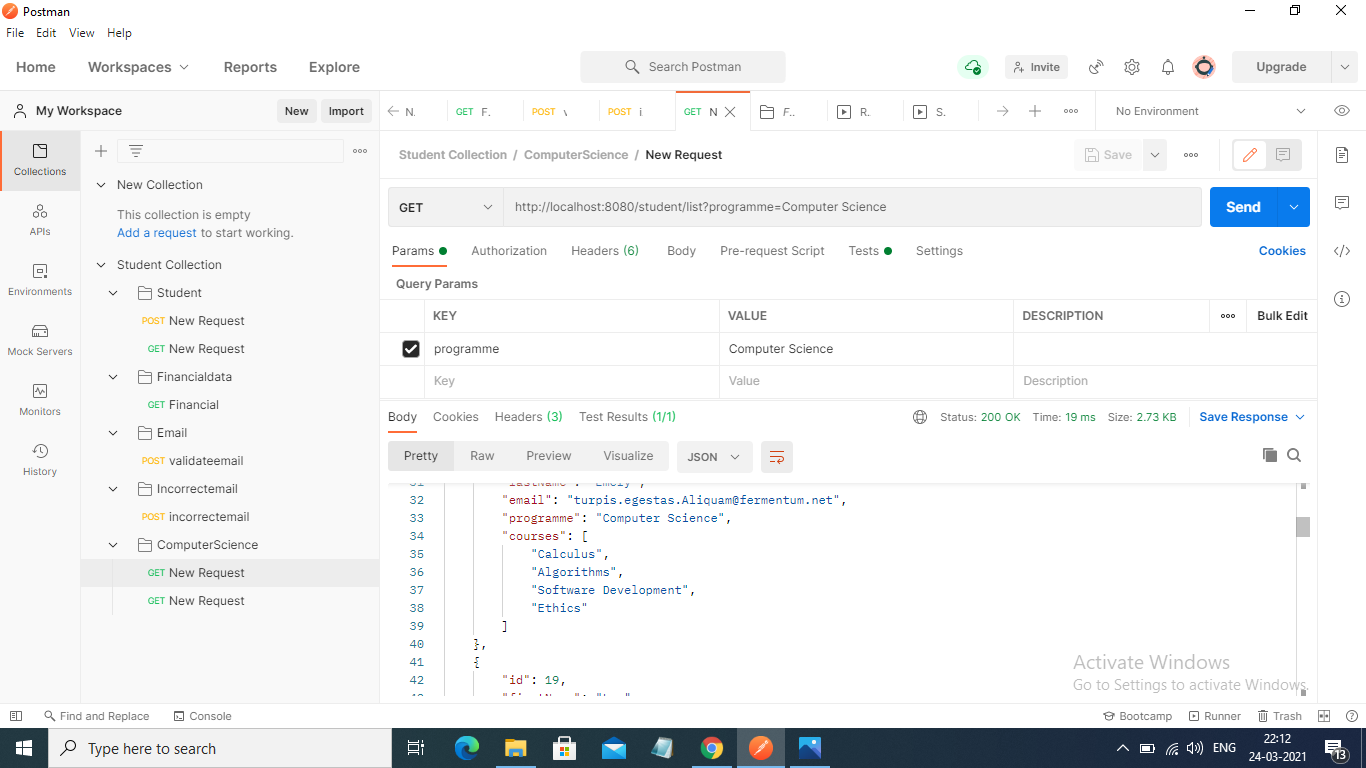 Postman
File Edit View Help
Home Workspaces Reports Explore Search Postman Invite Upgrade
My Workspace New Import N. GET F. POST POST i GET N F.. R. S. No Environment
Collections
APIs
Environments
Mock Servers
Monitors
History
New Collection
This collection is empty
Add a request to start working.
Student Collection
Student
POST New Request
GET New Request
Financialdata
GET Financial
Email
POST validateemail
Incorrectemail
POST incorrectemail
ComputerScience
GET New Request
GET New Request
Student Collection / ComputerScience / New Request Save
GET http://localhost:8080/student/list?programme=Computer Science Send
Params Authorization Headers (6) Body Pre-request Script Tests Settings Cookies
Query Params
KEY VALUE DESCRIPTION Bulk Edit
programme Computer Science
Key Value Description
Body Cookies Headers (3) Test Results (1/1) Status: 200 OK Time: 19 ms Size: 2.73 KB Save Response
Pretty Raw Preview Visualize JSON
32 "email": "turpis.egestas.Aliquam@fermentum.net",
33 "programme": "Computer Science",
34 "courses": [
35 "Calculus",
36 "Algorithms",
37 "Software Development",
38 "Ethics"
39 ]
40 },
41 {
42 "id": 19,
Activate Windows
Go to Settings to activate Windows.
Find and Replace Console Bootcamp Runner Trash
Type here to search ENG 22:12
24-03-2021 13